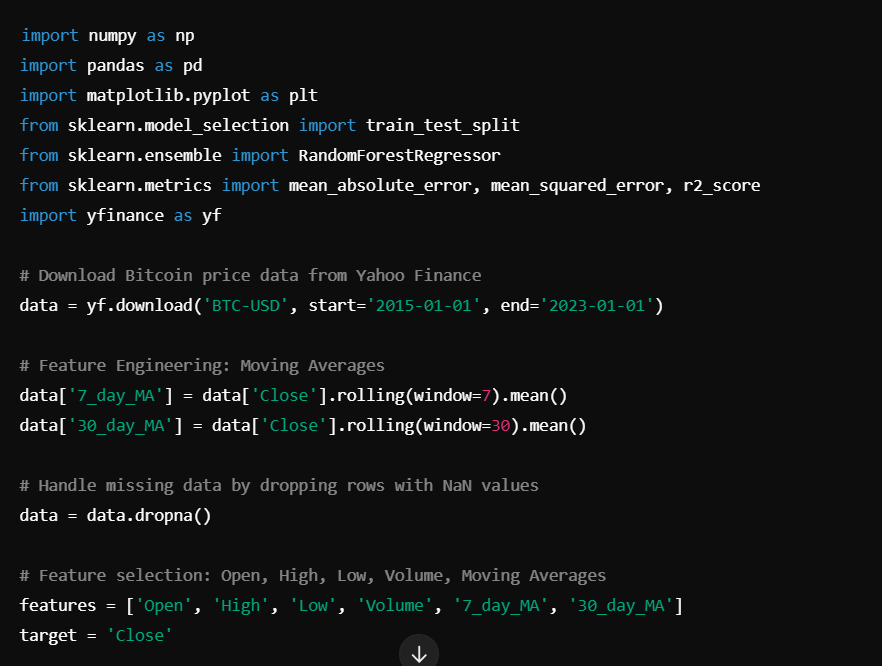 import numpy as np
import pandas as pd
import matplotlib.pyplot as plt
from sklearn.model_selection import train_test_split
from sklearn.ensemble import RandomForestRegressor
from sklearn.metrics import mean_absolute_error, mean_squared_error, r2_score
import yfinance as yf
# Download Bitcoin price data from Yahoo Finance
data = yf.download('BTC-USD', start='2015-01-01', end='2023-01-01')
# Feature Engineering: Moving Averages
data['7_day_MA'] = data['Close'].rolling(window=7).mean()
data['30_day_MA'] = data['Close'].rolling(window=30).mean()
# Handle missing data by dropping rows with NaN values
data = data.dropna()
# Feature selection: Open, High, Low, Volume, Moving Averages
features = ['Open', 'High', 'Low', 'Volume', '7_day_MA', '30_day_MA']
target = 'Close'